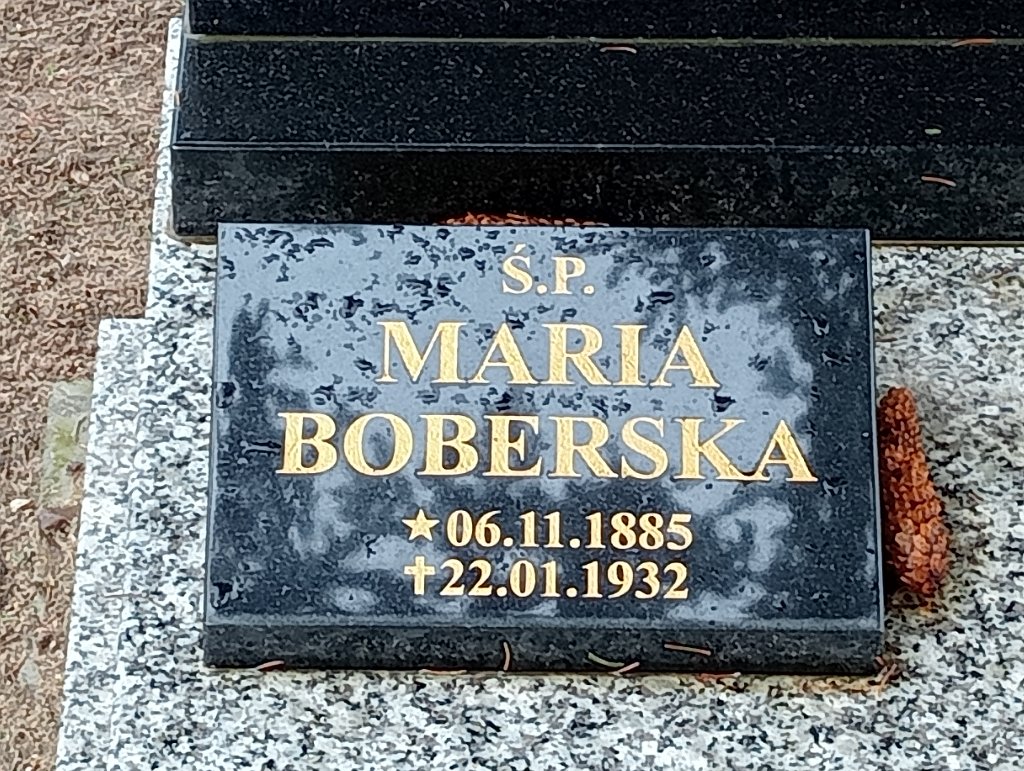 Ś.P.
MARIA
BOBERSKA
★06.11.1885
✝22.01.1932